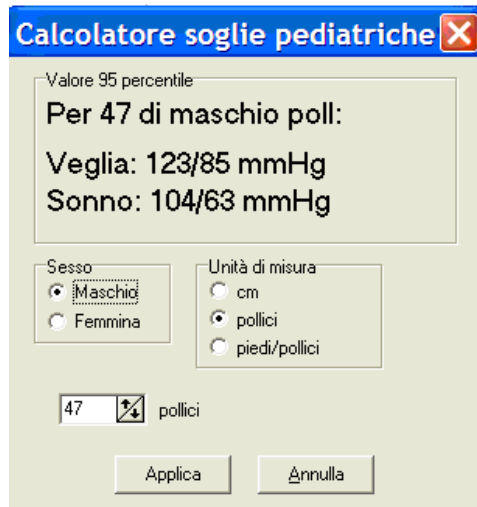 Calcolatore soglie pediatriche
Valore 95 percentile
Per 47 di maschio poll:
Veglia: 123/85 mmHg
Sonno: 104/63 mmHg
Sesso
Maschio
Femmina
Unità di misura
cm
pollici
piedi/pollici
47 pollici
Applica Annulla